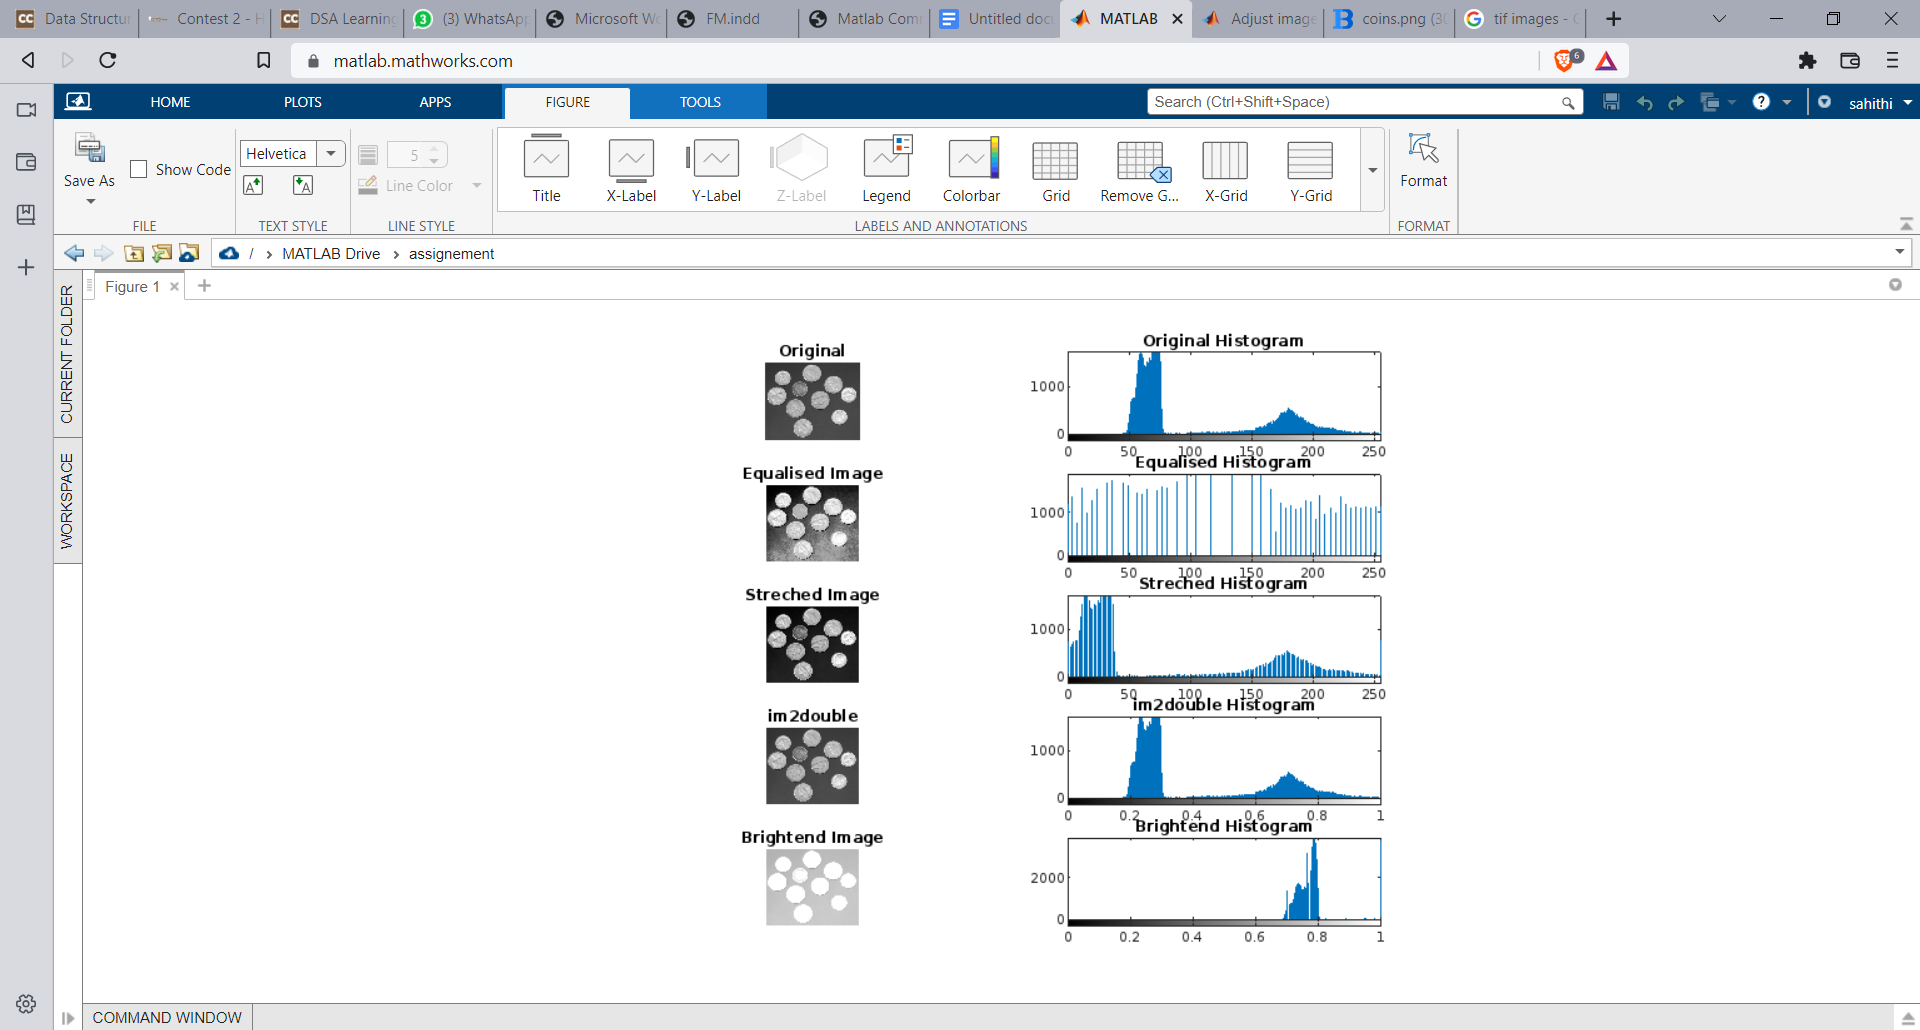 Data Structur
Contest 2 - H
DSA Learning
(3) WhatsApp
Microsoft Wo
FM.indd
Matlab Com
Untitled doc
MATLAB
Adjust image
coins.png (30
tif images - G
matlab.mathworks.com
6
HOME
PLOTS
APPS
FIGURE
TOOLS
Search (Ctrl+Shift+Space)
sahithi
Save As
Show Code
FILE
Helvetica
TEXT STYLE
5
Line Color
LINE STYLE
Title
X-Label
Y-Label
Z-Label
Legend
Colorbar
Grid
Remove G...
X-Grid
Y-Grid
LABELS AND ANNOTATIONS
Format
FORMAT
/ > MATLAB Drive > assignement
CURRENT FOLDER
WORKSPACE
Figure 1
Original
Original Histogram
1000
0
0 50 100 150 200 250
Equalised Image
Equalised Histogram
1000
0
0 50 100 150 200 250
Streched Image
Streched Histogram
1000
0
0 50 100 150 200 250
im2double
im2double Histogram
1000
0
0 0.2 0.4 0.6 0.8 1
Brightend Image
Brightend Histogram
2000
0
0 0.2 0.4 0.6 0.8 1
COMMAND WINDOW